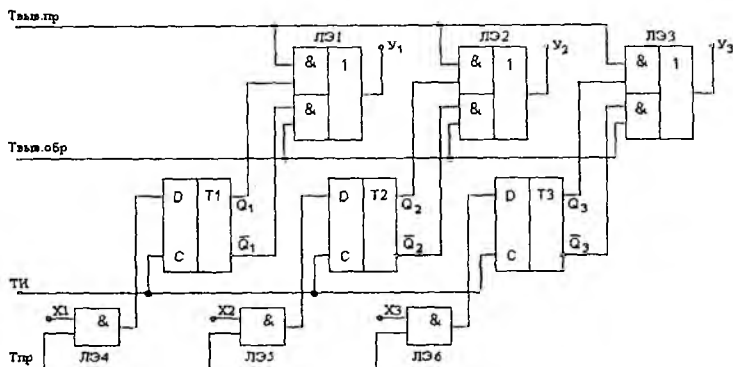 Твыв.пр
ЛЭ1 У₁ ЛЭ2 У₂ ЛЭ3 У₃
& 1 & 1 & 1
& & &
Твыв.обр
D T1 Q₁ D T2 Q₂ D T3 Q₃
C Q̅₁ C Q̅₂ C Q̅₃
ТИ
X1 & X2 & X3 &
Тпр ЛЭ4 ЛЭ5 ЛЭ6